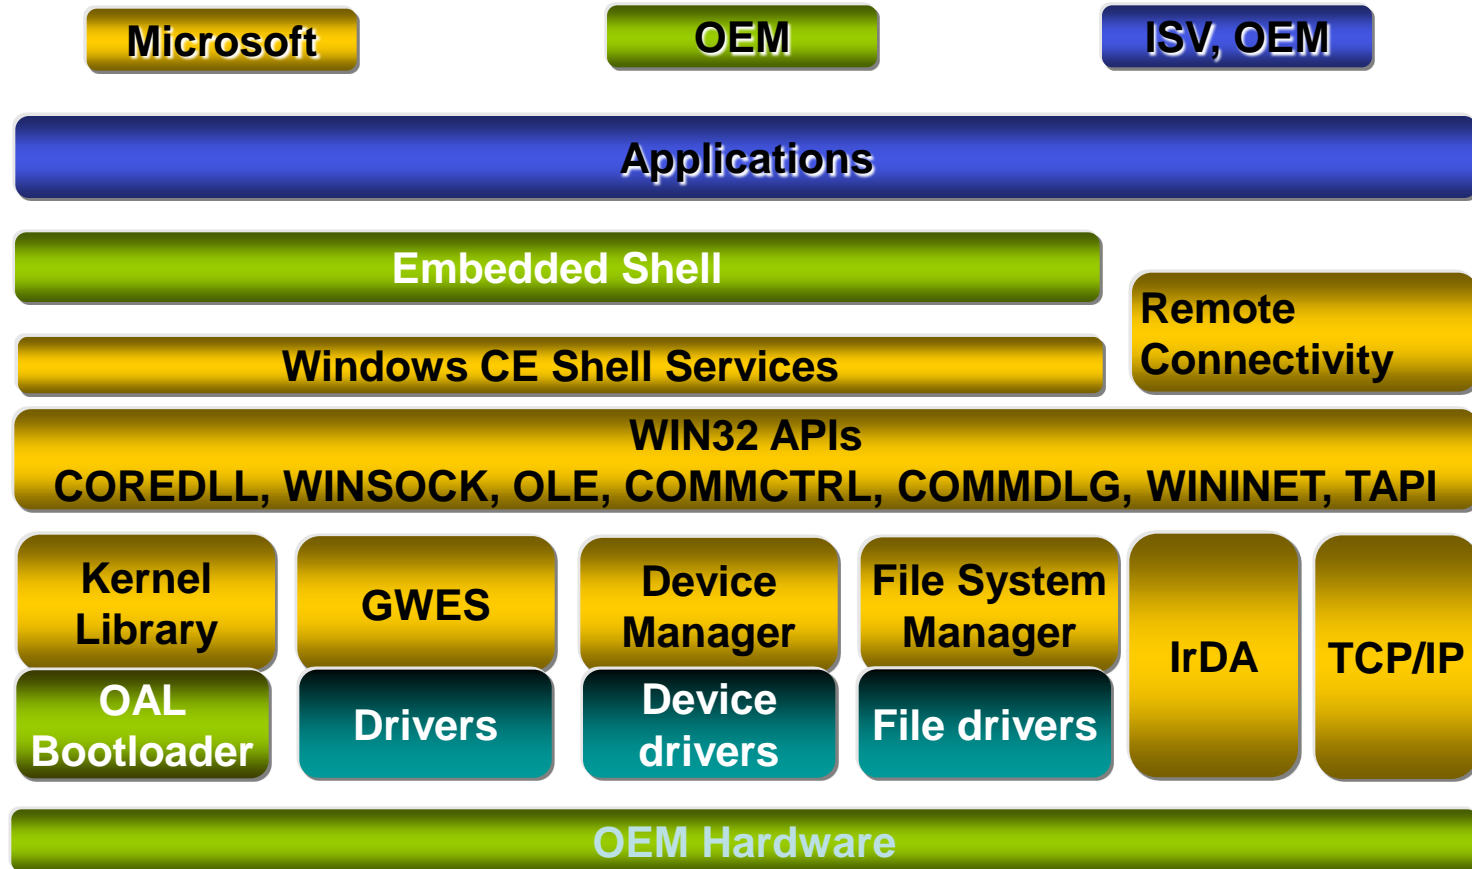 Microsoft
OEM
ISV, OEM
Applications
Embedded Shell
Remote
Connectivity
Windows CE Shell Services
WIN32 APIs
COREDLL, WINSOCK, OLE, COMMCTRL, COMMDLG, WININET, TAPI
Kernel
Library
GWES
Device
Manager
File System
Manager
IrDA
TCP/IP
OAL
Bootloader
Drivers
Device
drivers
File drivers
OEM Hardware